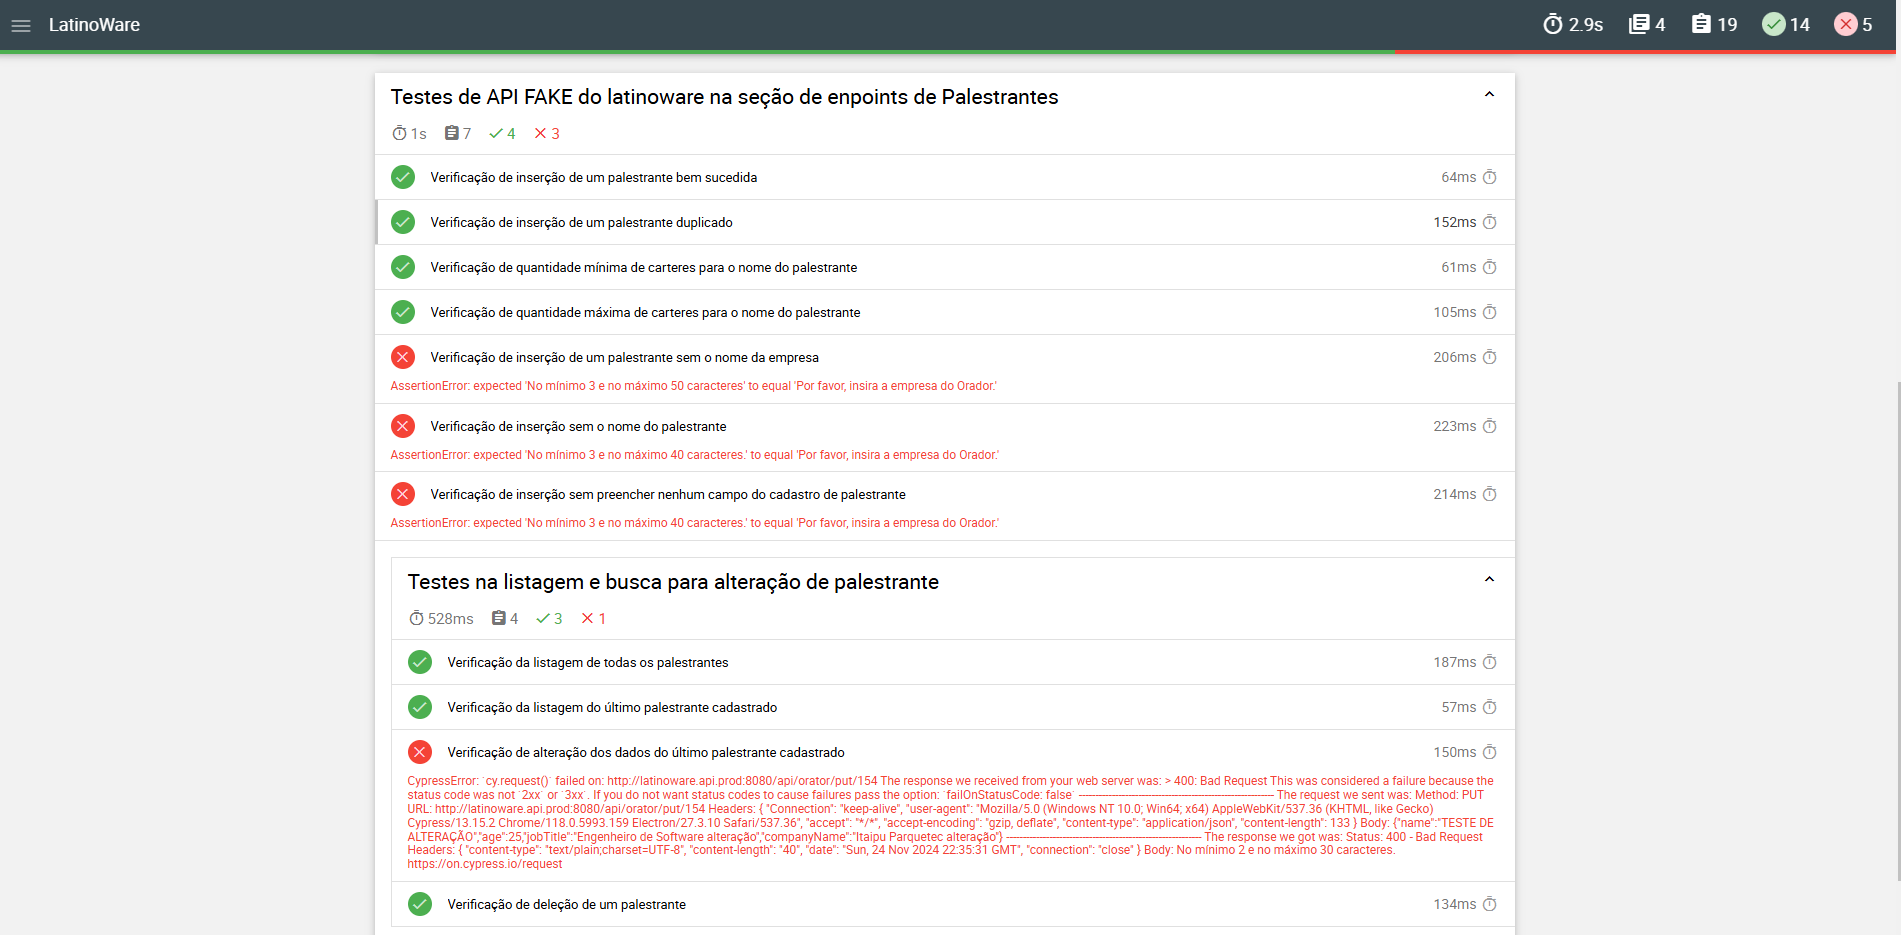 LatinoWare
2.9s 4 19 14 5
Testes de API FAKE do latinoware na seção de enpoints de Palestrantes
1s 7 4 3
Verificação de inserção de um palestrante bem sucedida 64ms
Verificação de inserção de um palestrante duplicado 152ms
Verificação de quantidade mínima de carteres para o nome do palestrante 61ms
Verificação de quantidade máxima de carteres para o nome do palestrante 105ms
Verificação de inserção de um palestrante sem o nome da empresa 206ms
AssertionError: expected 'No mínimo 3 e no máximo 50 caracteres' to equal 'Por favor, insira a empresa do Orador.'
Verificação de inserção sem o nome do palestrante 223ms
AssertionError: expected 'No mínimo 3 e no máximo 40 caracteres.' to equal 'Por favor, insira a empresa do Orador.'
Verificação de inserção sem preencher nenhum campo do cadastro de palestrante 214ms
AssertionError: expected 'No mínimo 3 e no máximo 40 caracteres.' to equal 'Por favor, insira a empresa do Orador.'
Testes na listagem e busca para alteração de palestrante
528ms 4 3 1
Verificação da listagem de todas os palestrantes 187ms
Verificação da listagem do último palestrante cadastrado 57ms
Verificação de alteração dos dados do último palestrante cadastrado 150ms
CypressError: `cy.request()` failed on: http://latinoware.api.prod:8080/api/orator/put/154 The response we received from your web server was: > 400: Bad Request This was considered a failure because the
status code was not `2xx` or `3xx`. If you do not want status codes to cause failures pass the option: `failOnStatusCode: false` ----------------------------------------------------------- The request we sent was: Method: PUT
URL: http://latinoware.api.prod:8080/api/orator/put/154 Headers: { "Connection": "keep-alive", "user-agent": "Mozilla/5.0 (Windows NT 10.0; Win64; x64) AppleWebKit/537.36 (KHTML, like Gecko)
Cypress/13.15.2 Chrome/118.0.5993.159 Electron/27.3.10 Safari/537.36", "accept": "*/*", "accept-encoding": "gzip, deflate", "content-type": "application/json", "content-length": 133 } Body: {"name":"TESTE DE
ALTERAÇÃO","age":25,"jobTitle":"Engenheiro de Software alteração","companyName":"Itaipu Parquetec alteração"} ----------------------------------------------------------- The response we got was: Status: 400 - Bad Request
Headers: { "content-type": "text/plain;charset=UTF-8", "content-length": "40", "date": "Sun, 24 Nov 2024 22:35:31 GMT", "connection": "close" } Body: No mínimo 2 e no máximo 30 caracteres.
https://on.cypress.io/request
Verificação de deleção de um palestrante 134ms